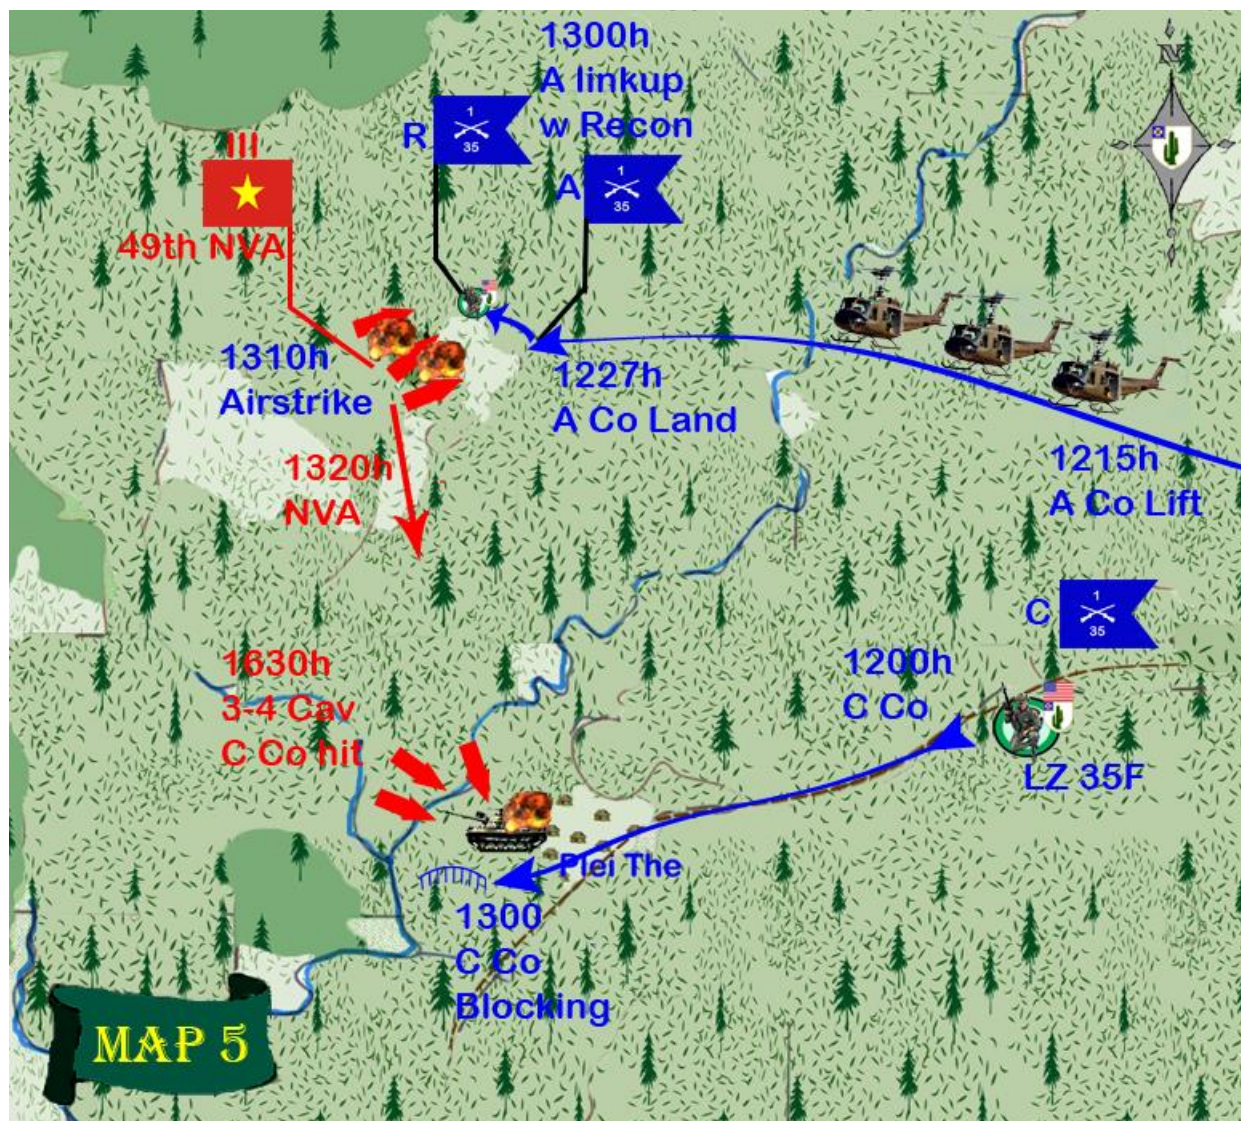 1300h
A linkup
w Recon
R
1
35
A
1
35
N
III
49th NVA
1310h
Airstrike
1227h
A Co Land
1215h
A Co Lift
1320h
NVA
C
1
35
1630h
3-4 Cav
C Co hit
1200h
C Co
LZ 35F
Plei The
1300
C Co
Blocking
MAP 5